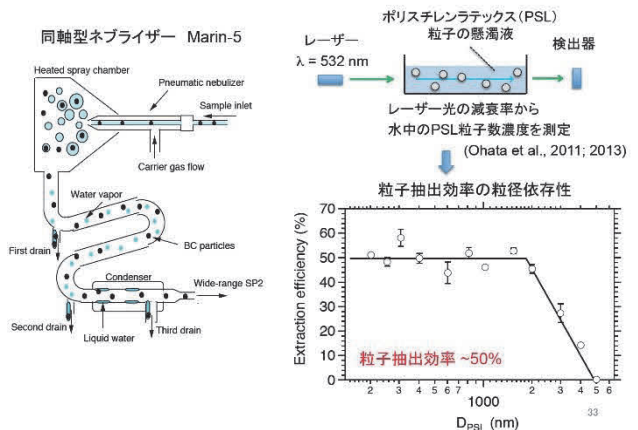 同軸型ネブライザー Marin-5
Heated spray chamber
Pneumatic nebulizer
Sample inlet
Carrier gas flow
Water vapor
First drain
BC particles
Condenser
Wide-range SP2
Second drain
Liquid water
Third drain
ポリスチレンラテックス(PSL)
粒子の懸濁液
レーザー
λ = 532 nm
検出器
レーザー光の減衰率から
水中のPSL粒子数濃度を測定
(Ohata et al., 2011; 2013)
粒子抽出効率の粒径依存性
Extraction efficiency (%)
70
60
50
40
30
20
10
0
粒子抽出効率 ~50%
2 3 4 5 6 7 2 3 4 5 6
1000
D_PSL (nm)
33